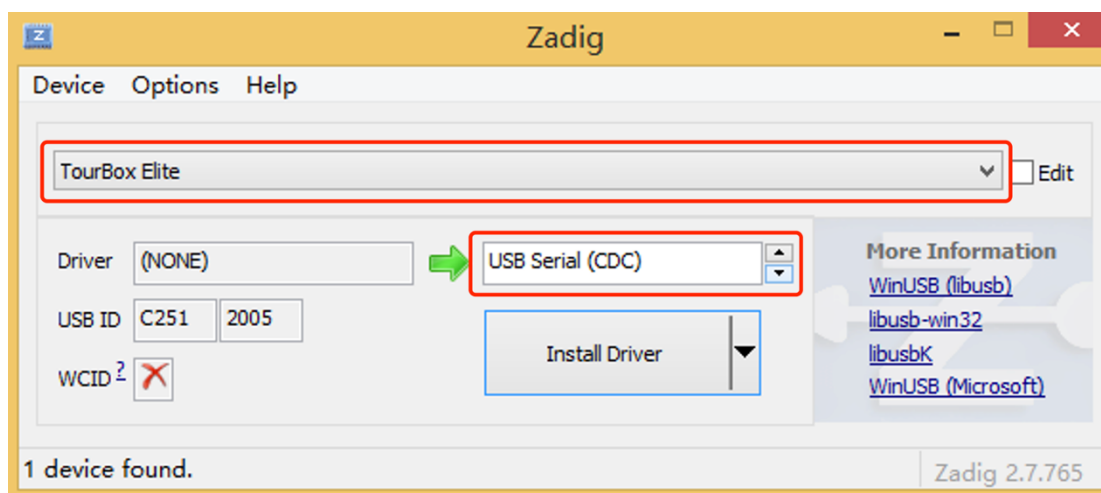 Zadig
Device Options Help
TourBox Elite
Edit
Driver (NONE) USB Serial (CDC)
USB ID C251 2005
WCID ?
Install Driver
More Information
WinUSB (libusb)
libusb-win32
libusbK
WinUSB (Microsoft)
1 device found.
Zadig 2.7.765